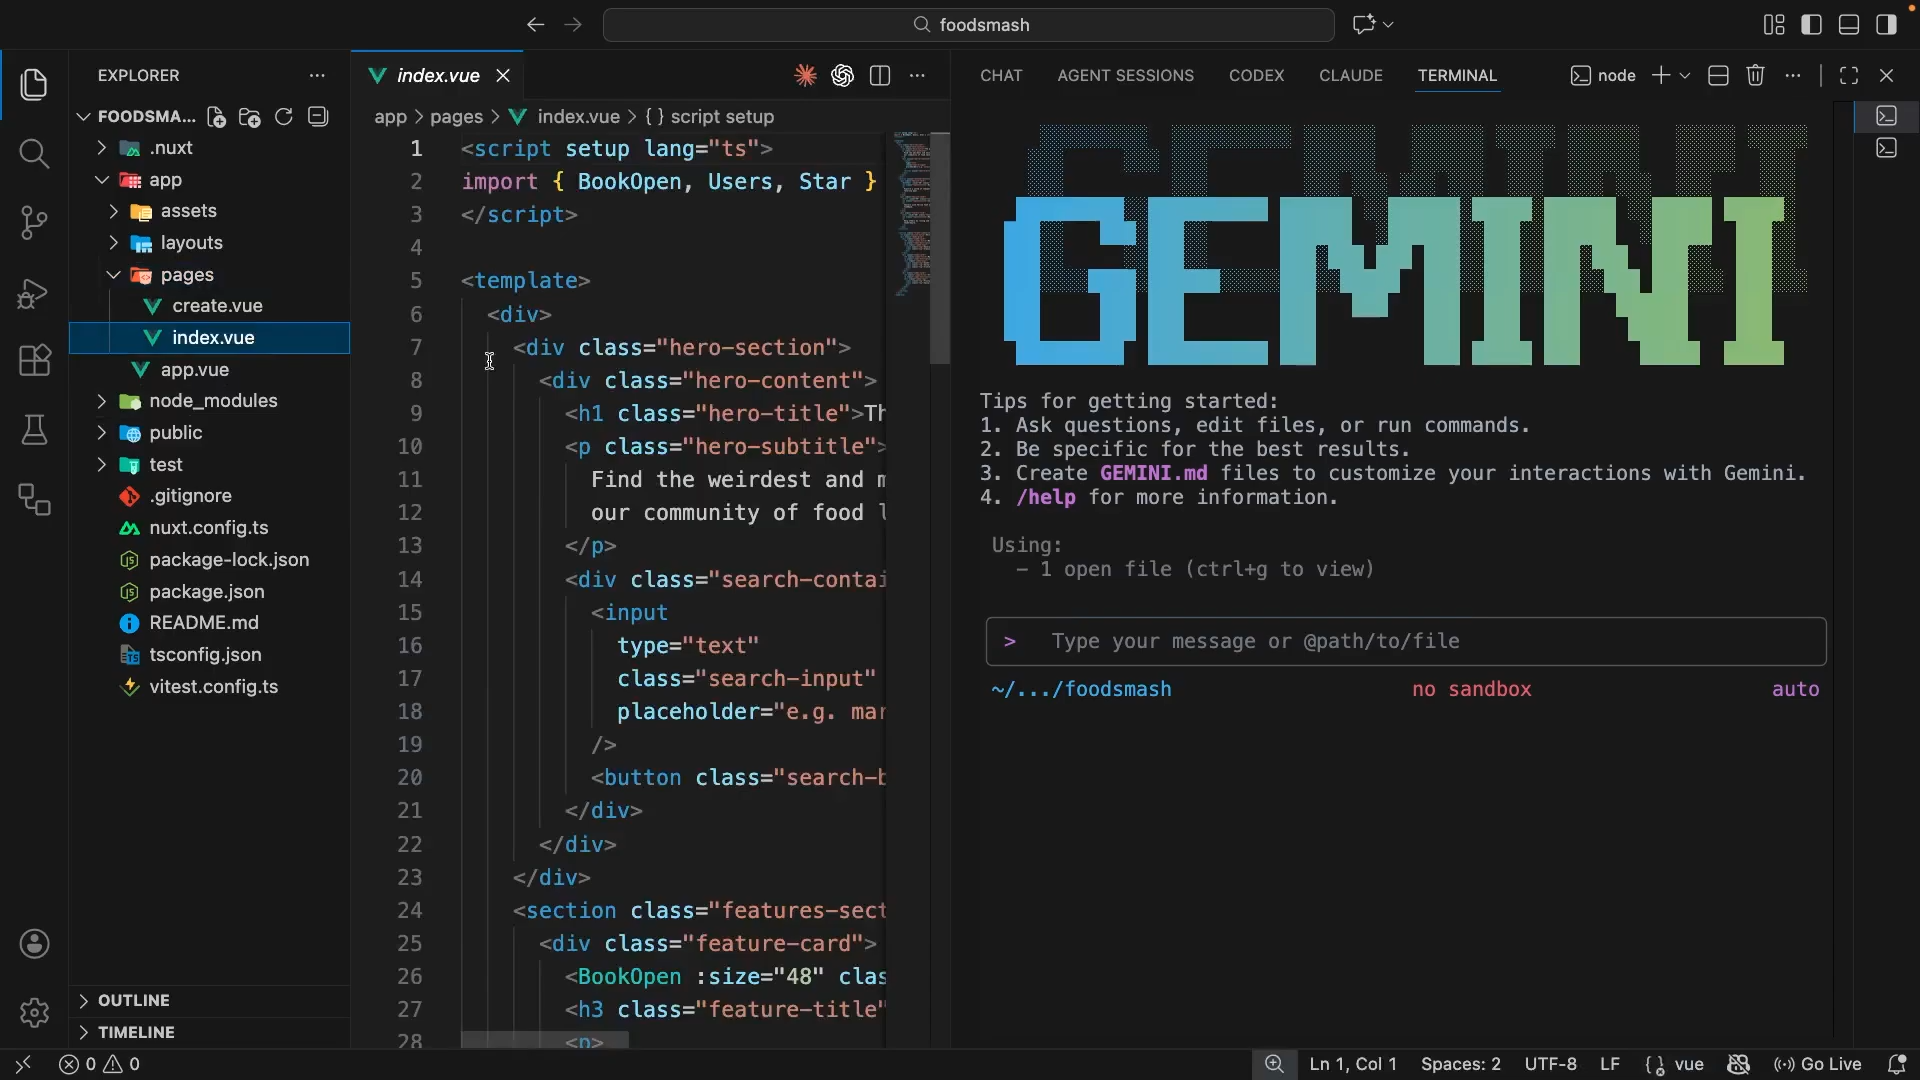 foodsmash
EXPLORER
FOODSMA...
.nuxt
app
assets
layouts
pages
create.vue
index.vue
app.vue
node_modules
public
test
.gitignore
nuxt.config.ts
package-lock.json
package.json
README.md
tsconfig.json
vitest.config.ts
OUTLINE
TIMELINE
index.vue
app > pages > index.vue > {} script setup
1 <script setup lang="ts">
2 import { BookOpen, Users, Star }
3 </script>
4
5 <template>
6 <div>
7 <div class="hero-section">
8 <div class="hero-content">
9 <h1 class="hero-title">Th
10 <p class="hero-subtitle">
11 Find the weirdest and m
12 our community of food l
13 </p>
14 <div class="search-contai
15 <input
16 type="text"
17 class="search-input"
18 placeholder="e.g. mar
19 />
20 <button class="search-b
21 </div>
22 </div>
23 </div>
24 <section class="features-sect
25 <div class="feature-card">
26 <BookOpen :size="48" clas
27 <h3 class="feature-title"
28 <p>
CHAT AGENT SESSIONS CODEX CLAUDE TERMINAL node
GEMINI
Tips for getting started:
1. Ask questions, edit files, or run commands.
2. Be specific for the best results.
3. Create GEMINI.md files to customize your interactions with Gemini.
4. /help for more information.
Using:
- 1 open file (ctrl+g to view)
> Type your message or @path/to/file
~/.../foodsmash no sandbox auto
0 0 Ln 1, Col 1 Spaces: 2 UTF-8 LF {} vue Go Live